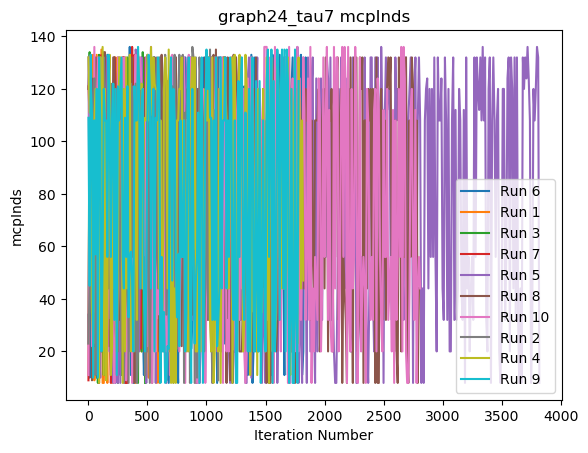 graph24_tau7 mcpInds
mcpInds
140
120
100
80
60
40
20
0
500
1000
1500
2000
2500
3000
3500
4000
Iteration Number
Run 6
Run 1
Run 3
Run 7
Run 5
Run 8
Run 10
Run 2
Run 4
Run 9